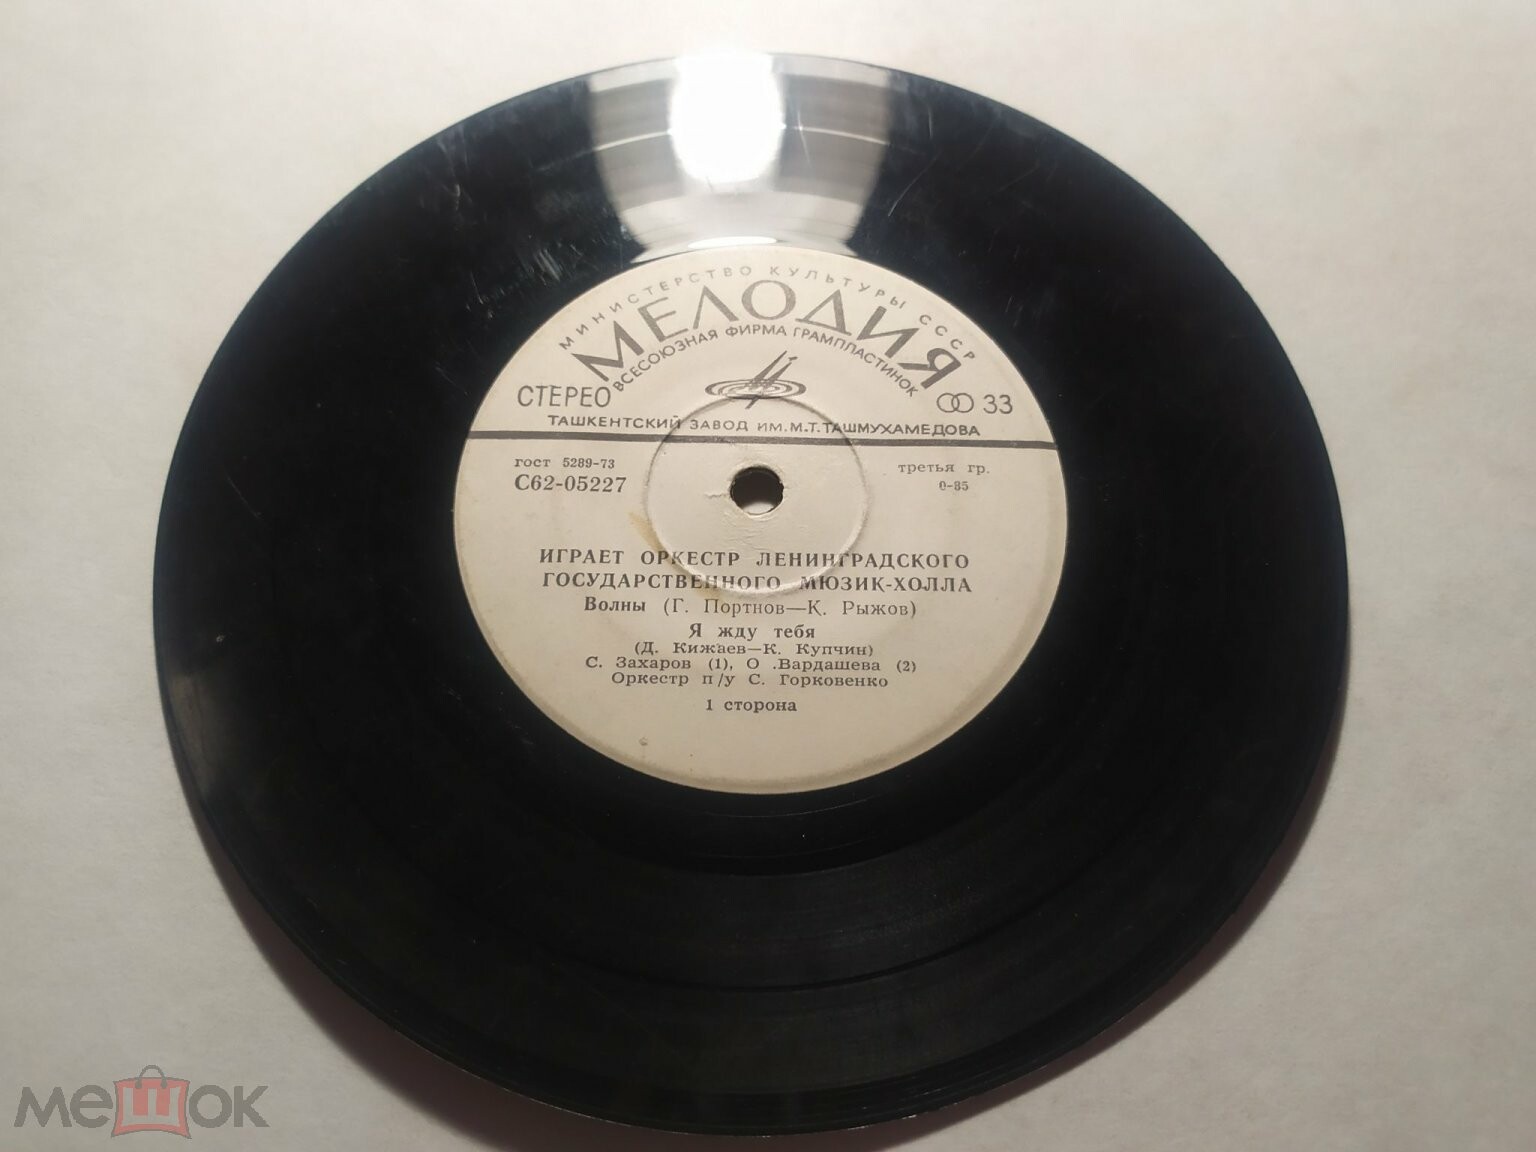 МИНИСТЕРСТВО КУЛЬТУРЫ СССР
МЕЛОДИЯ
ВСЕСОЮЗНАЯ ФИРМА ГРАМПЛАСТИНОК
СТЕРЕО 33
ТАШКЕНТСКИЙ ЗАВОД ИМ. М. Т. ТАШМУХАМЕДОВА
гост 5289-73 третья гр.
С62-05227 0-85
ИГРАЕТ ОРКЕСТР ЛЕНИНГРАДСКОГО
ГОСУДАРСТВЕННОГО МЮЗИК-ХОЛЛА
Волны (Г. Портнов—К. Рыжов)
Я жду тебя
(Д. Кижаев—К. Купчин)
С. Захаров (1), О .Вардашева (2)
Оркестр п/у С. Горковенко
1 сторона
мешок